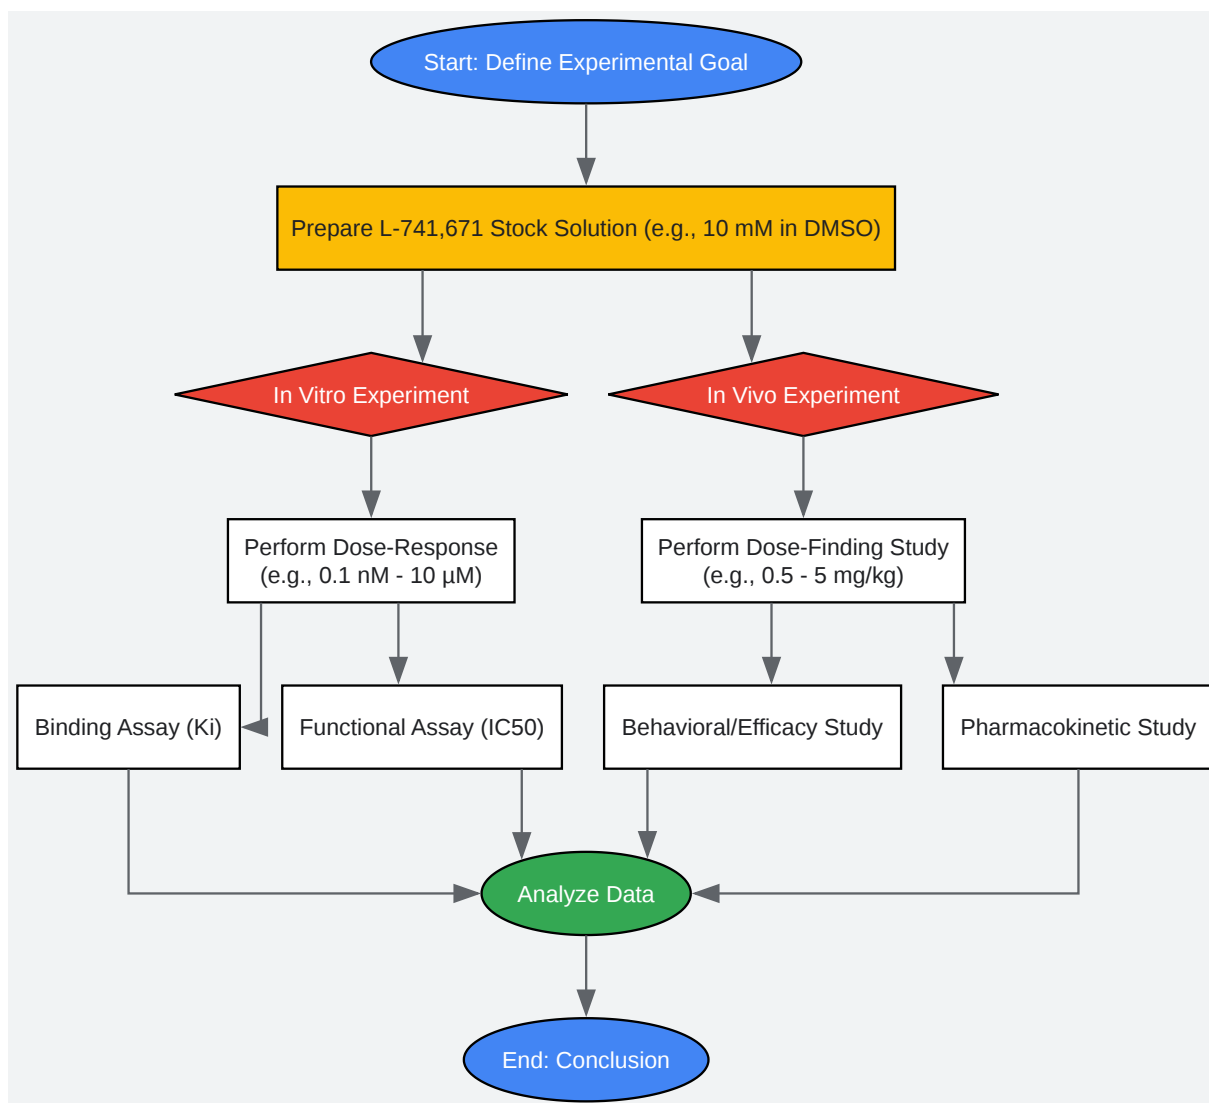 Start: Define Experimental Goal
Prepare L-741,671 Stock Solution (e.g., 10 mM in DMSO)
In Vitro Experiment
In Vivo Experiment
Perform Dose-Response
(e.g., 0.1 nM - 10 µM)
Perform Dose-Finding Study
(e.g., 0.5 - 5 mg/kg)
Binding Assay (Ki)
Functional Assay (IC50)
Behavioral/Efficacy Study
Pharmacokinetic Study
Analyze Data
End: Conclusion